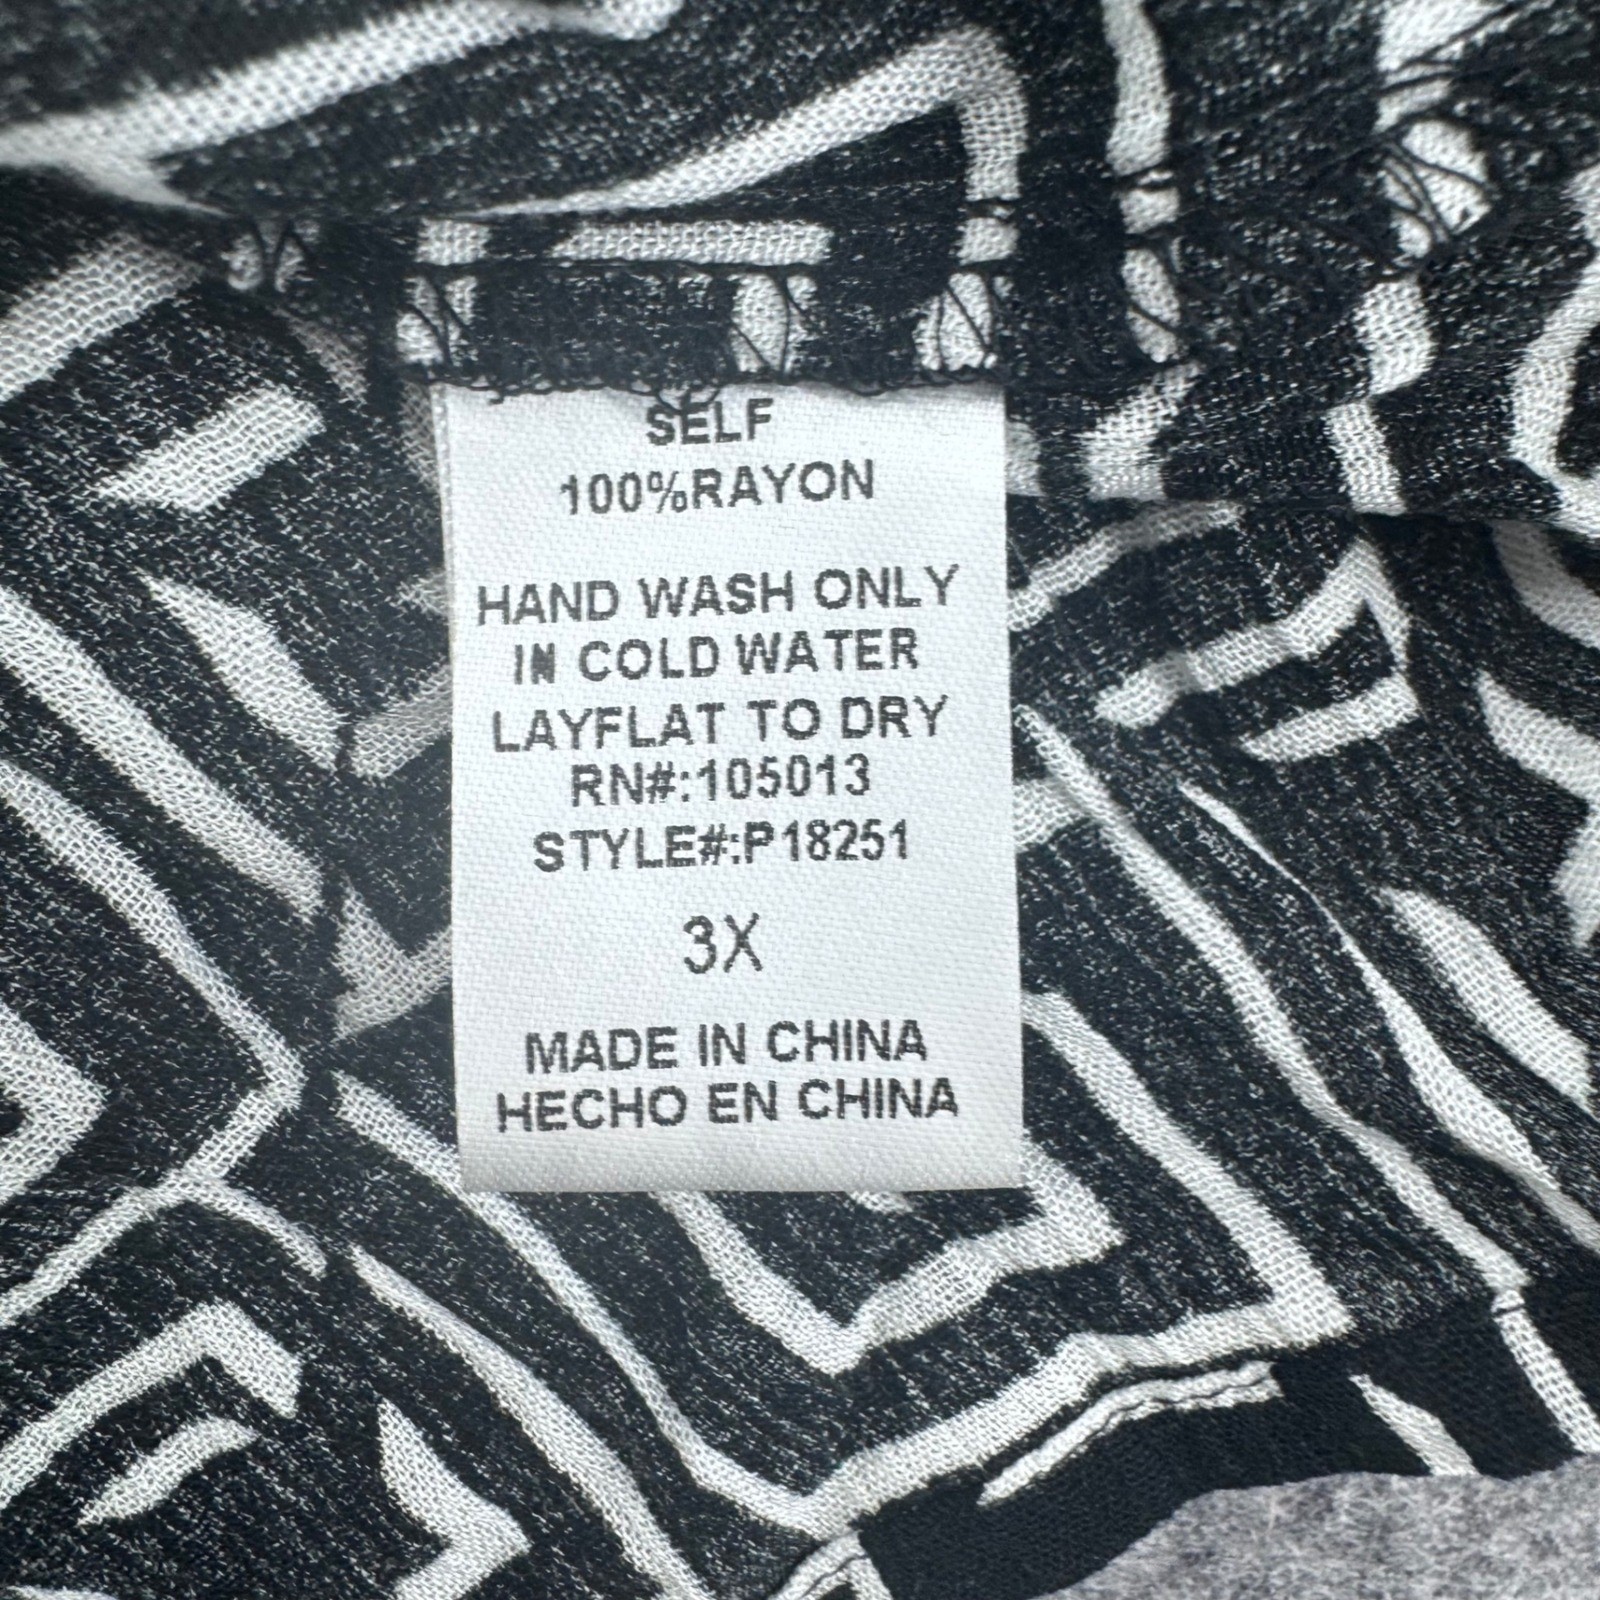 SELF
100%RAYON
HAND WASH ONLY
IN COLD WATER
LAYFLAT TO DRY
RN#:105013
STYLE#:P18251
3X
MADE IN CHINA
HECHO EN CHINA